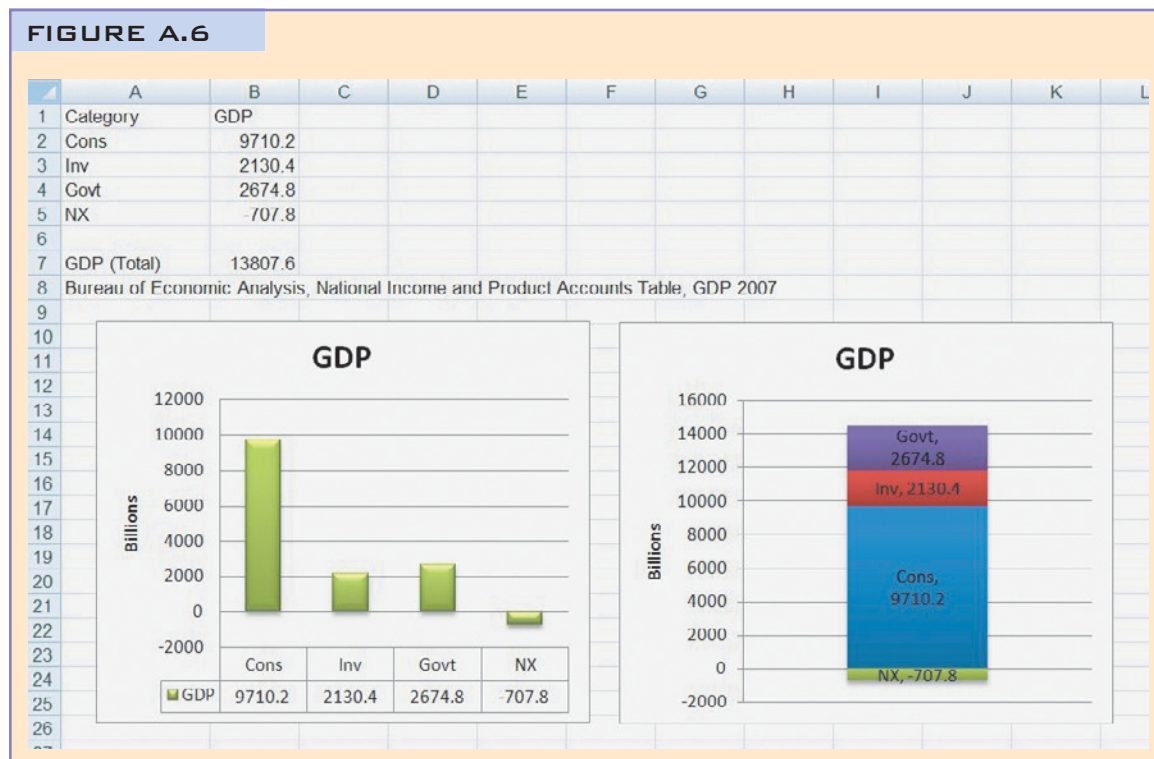 FIGURE A.6
A B C D E F G H I J K L
1 Category GDP
2 Cons 9710.2
3 Inv 2130.4
4 Govt 2674.8
5 NX -707.8
6
7 GDP (Total) 13807.6
8 Bureau of Economic Analysis, National Income and Product Accounts Table, GDP 2007
9
10
11
12
13
14
15
16
17
18
19
20
21
22
23
24
25
26
GDP
Billions
12000
10000
8000
6000
4000
2000
0
-2000
Cons Inv Govt NX
GDP 9710.2 2130.4 2674.8 -707.8
GDP
Billions
16000
14000
12000
10000
8000
6000
4000
2000
0
-2000
Govt,
2674.8
Inv, 2130.4
Cons,
9710.2
NX, -707.8